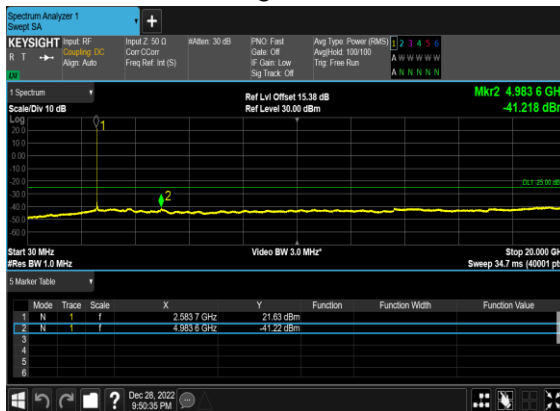 Spectrum Analyzer 1
Swept SA
KEYSIGHT Input: RF Input Z: 50 Ω #Atten: 30 dB PNO: Fast Avg Type: Power (RMS) 1 2 3 4 5 6
R T Coupling: DC Corr CCorr Gate: Off Avg|Hold: 100/100 A W W W W W
Align: Auto Freq Ref: Int (S) IF Gain: Low Trig: Free Run
Sig Track: Off A N N N N N
1 Spectrum
Scale/Div 10 dB Ref Lvl Offset 15.38 dB Mkr2 4.983 6 GH
Ref Level 30.00 dBm -41.218 dB
Log
20.0 1
10.0
0.00
-10.0
-20.0
-30.0 2
-40.0
-50.0
-60.0
Start 30 MHz Video BW 3.0 MHz* Stop 20.000 GH
#Res BW 1.0 MHz Sweep 34.7 ms (40001 pt
5 Marker Table
Mode Trace Scale X Y Function Function Width Function Value
1 N 1 f 2.583 7 GHz 21.63 dBm
2 N 1 f 4.983 6 GHz -41.22 dBm
3
4
5
6
? Dec 28, 2022
9:50:35 PM